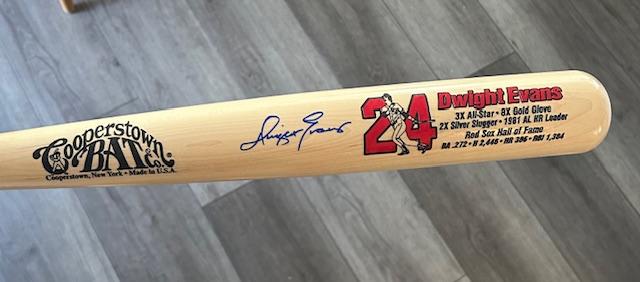 Cooperstown
BAT Co.
Cooperstown, New York • Made in U.S.A.
Dwight Evans
24
Dwight Evans
3X All-Star • 8X Gold Glove
2X Silver Slugger • 1981 AL HR Leader
Red Sox Hall of Fame
BA .272 • H 2,446 • HR 385 • RBI 1,384